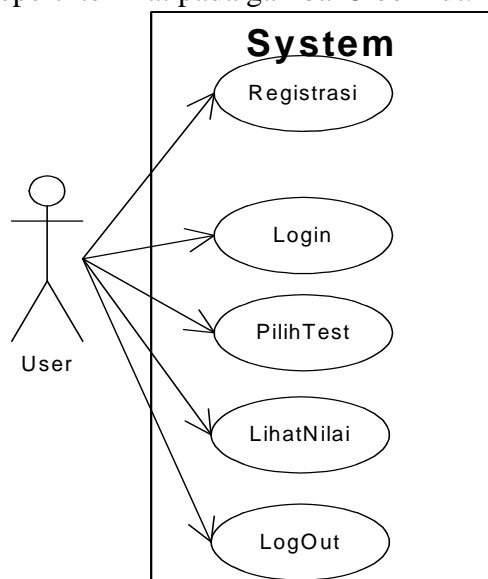 System
Registrasi
Login
PilihTest
User
LihatNilai
LogOut